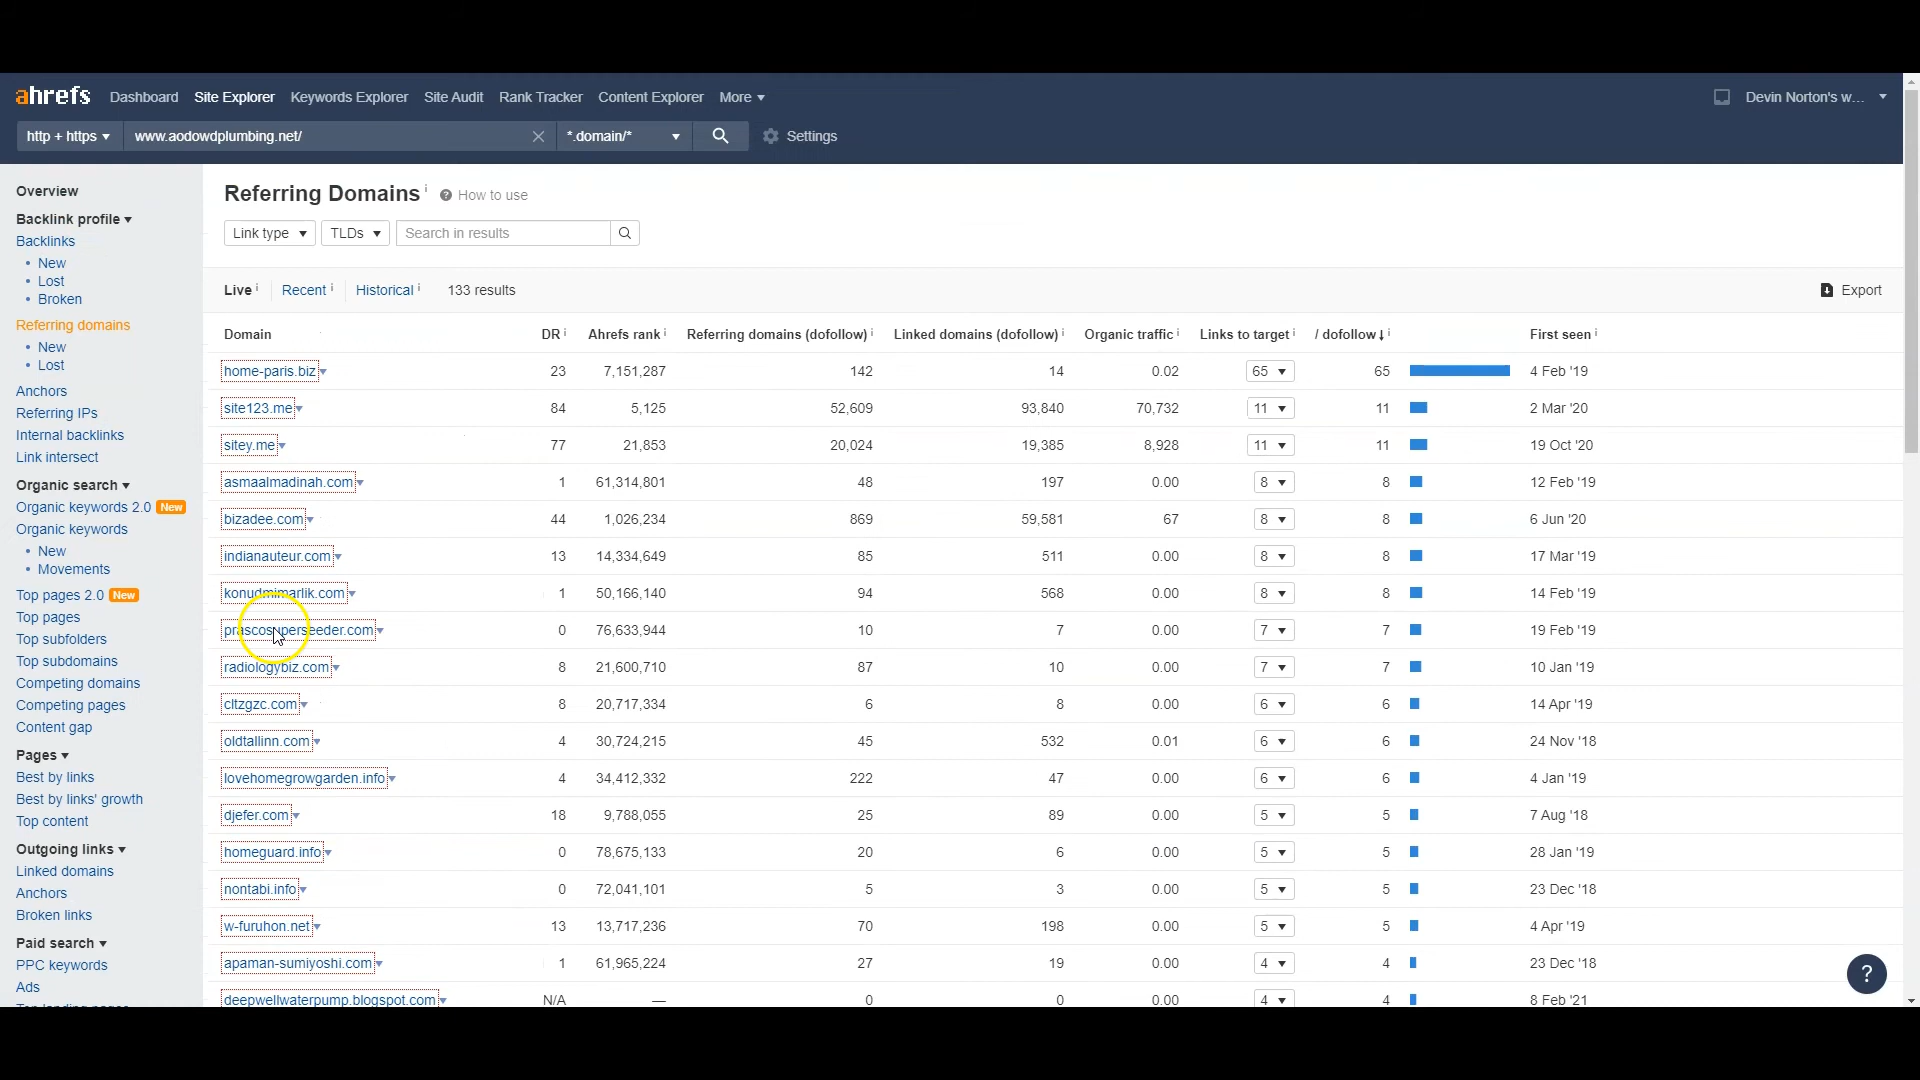 ahrefs Dashboard Site Explorer Keywords Explorer Site Audit Rank Tracker Content Explorer More Devin Norton's w...
http + https www.aodowdplumbing.net/ *.domain/* Settings
Overview
Backlink profile
Backlinks
New
Lost
Broken
Referring domains
New
Lost
Anchors
Referring IPs
Internal backlinks
Link intersect
Organic search
Organic keywords 2.0 New
Organic keywords
New
Movements
Top pages 2.0 New
Top pages
Top subfolders
Top subdomains
Competing domains
Competing pages
Content gap
Pages
Best by links
Best by links' growth
Top content
Outgoing links
Linked domains
Anchors
Broken links
Paid search
PPC keywords
Ads
Top landing pages
Referring Domains i ? How to use
Link type TLDs Search in results
Live i Recent i Historical i 133 results Export
Domain DR i Ahrefs rank i Referring domains (dofollow) i Linked domains (dofollow) i Organic traffic i Links to target i / dofollow ↓ i First seen i
home-paris.biz 23 7,151,287 142 14 0.02 65 65 4 Feb '19
site123.me 84 5,125 52,609 93,840 70,732 11 11 2 Mar '20
sitey.me 77 21,853 20,024 19,385 8,928 11 11 19 Oct '20
asmaalmadinah.com 1 61,314,801 48 197 0.00 8 8 12 Feb '19
bizadee.com 44 1,026,234 869 59,581 67 8 8 6 Jun '20
indianauteur.com 13 14,334,649 85 511 0.00 8 8 17 Mar '19
konudmimarlik.com 1 50,166,140 94 568 0.00 8 8 14 Feb '19
prascosuperseeder.com 0 76,633,944 10 7 0.00 7 7 19 Feb '19
radiologybiz.com 8 21,600,710 87 10 0.00 7 7 10 Jan '19
cltzgzc.com 8 20,717,334 6 8 0.00 6 6 14 Apr '19
oldtallinn.com 4 30,724,215 45 532 0.01 6 6 24 Nov '18
lovehomegrowgarden.info 4 34,412,332 222 47 0.00 6 6 4 Jan '19
djefer.com 18 9,788,055 25 89 0.00 5 5 7 Aug '18
homeguard.info 0 78,675,133 20 6 0.00 5 5 28 Jan '19
nontabi.info 0 72,041,101 5 3 0.00 5 5 23 Dec '18
w-furuhon.net 13 13,717,236 70 198 0.00 5 5 4 Apr '19
apaman-sumiyoshi.com 1 61,965,224 27 19 0.00 4 4 23 Dec '18
deepwellwaterpump.blogspot.com N/A — 0 0 0.00 4 4 8 Feb '21
?